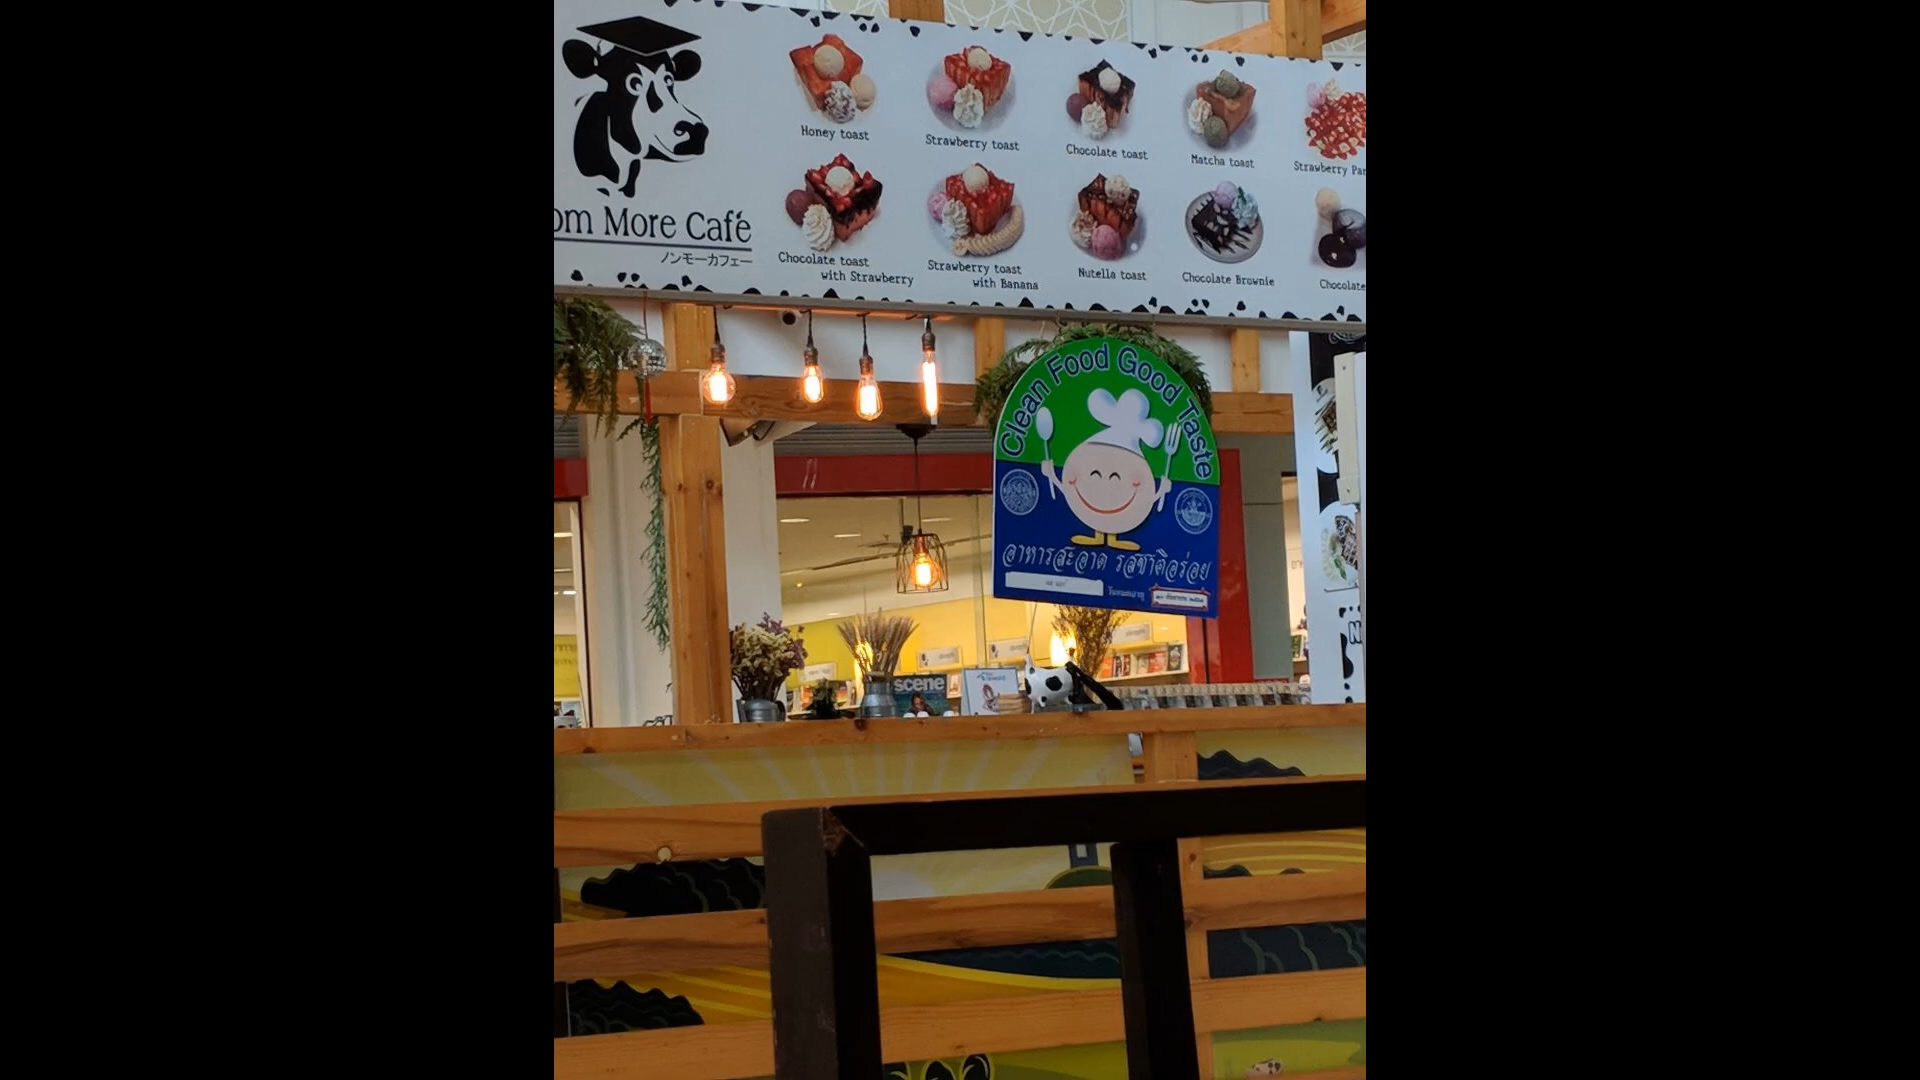 om More Café
ノンモーカフェー
Honey toast
Strawberry toast
Chocolate toast
Matcha toast
Strawberry Pan
Chocolate toast
with Strawberry
Strawberry toast
with Banana
Nutella toast
Chocolate Brownie
Chocolate
Clean Food Good Taste
อาหารสะอาด รสชาติอร่อย
scene